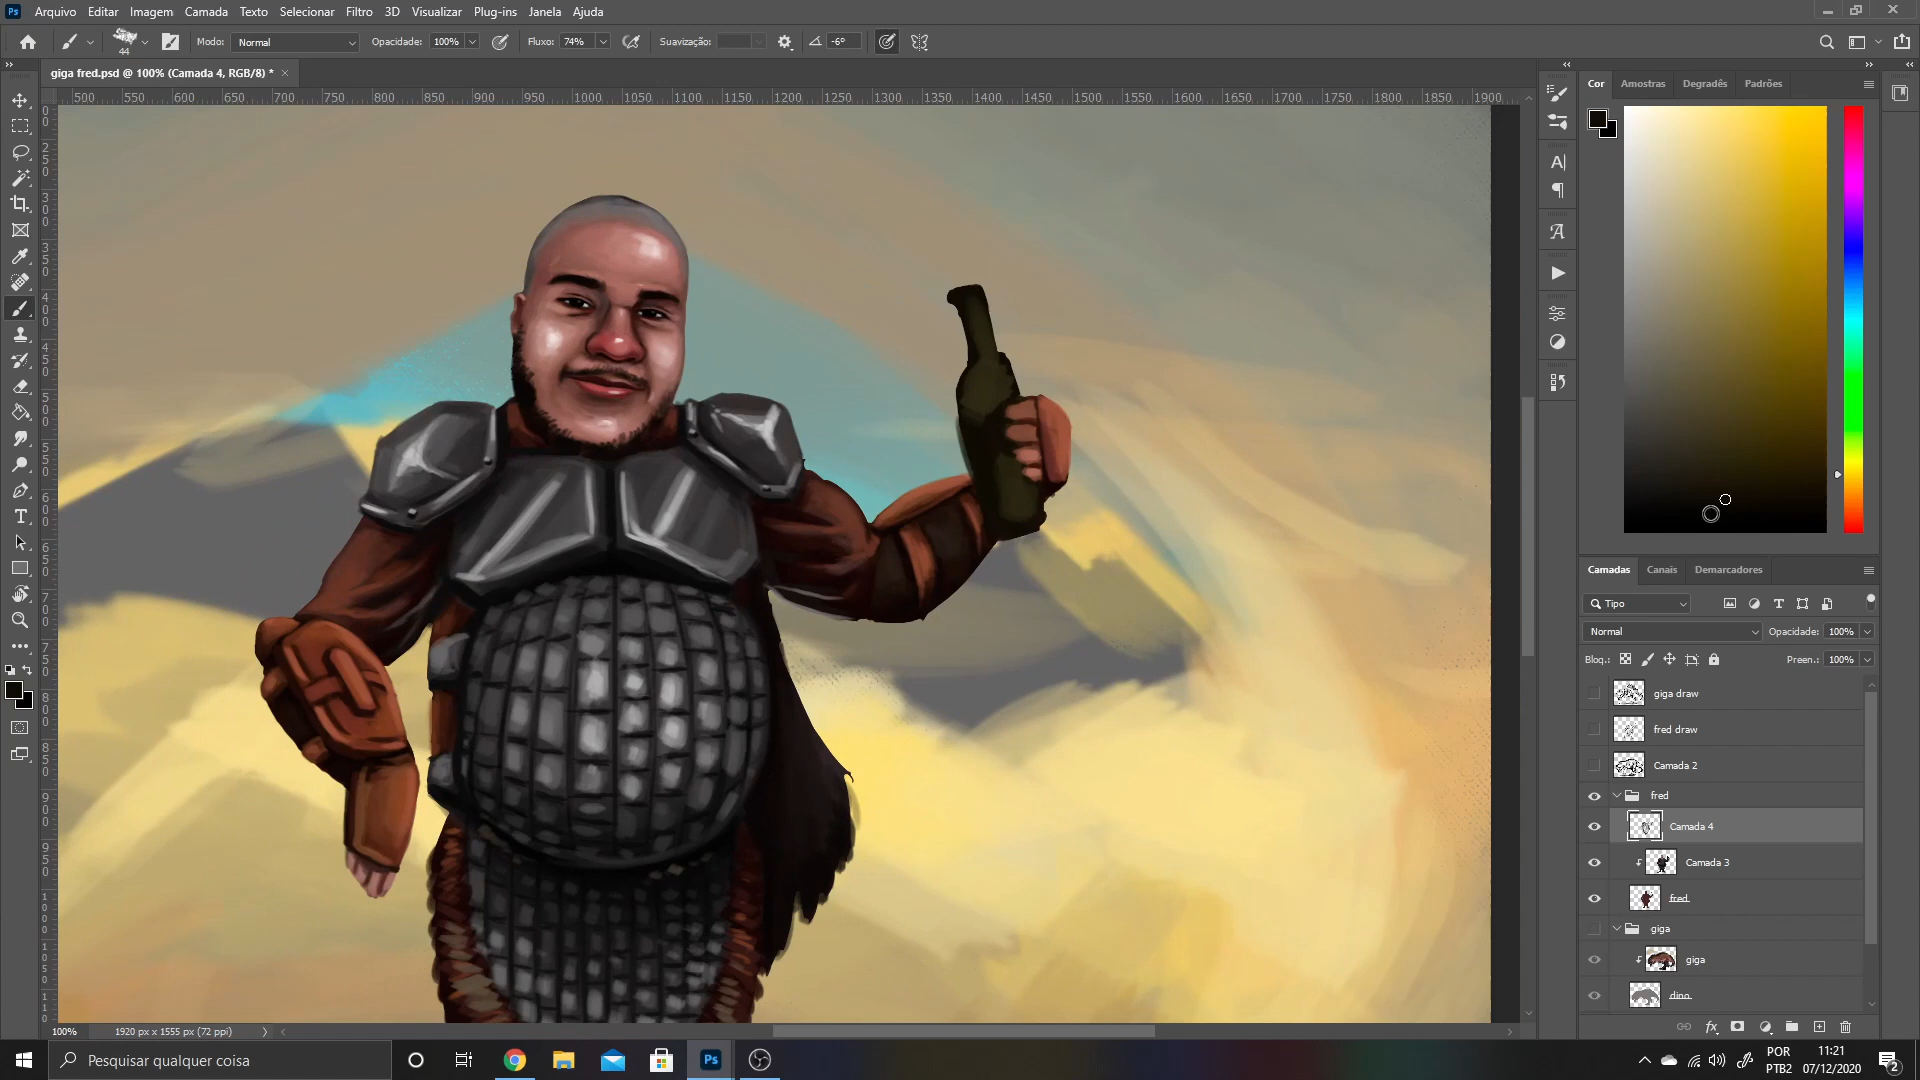 Ps Arquivo Editar Imagem Camada Texto Selecionar Filtro 3D Visualizar Plug-ins Janela Ajuda
44 Modo: Normal Opacidade: 100% Fluxo: 74% Suavização: -6º
giga fred.psd @ 100% (Camada 4, RGB/8) *
500 550 600 650 700 750 800 850 900 950 1000 1050 1100 1150 1200 1250 1300 1350 1400 1450 1500 1550 1600 1650 1700 1750 1800 1850 1900
Cor Amostras Degradês Padrões
Camadas Canais Demarcadores
Tipo
Normal Opacidade: 100%
Bloq.: Preen.: 100%
giga draw
fred draw
Camada 2
fred
Camada 4
Camada 3
fred
giga
giga
dino
100% 1920 px x 1555 px (72 ppi)
Pesquisar qualquer coisa
Ps
POR
PTB2
11:21
07/12/2020
2